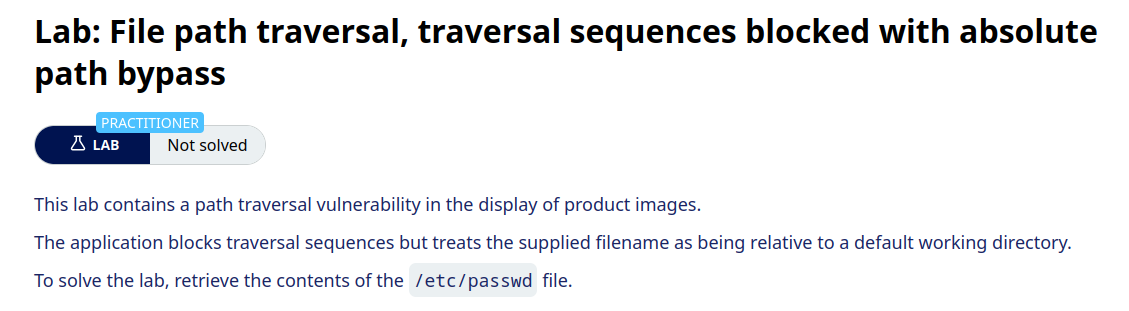 Lab: File path traversal, traversal sequences blocked with absolute
path bypass
PRACTITIONER
LAB
Not solved
This lab contains a path traversal vulnerability in the display of product images.
The application blocks traversal sequences but treats the supplied filename as being relative to a default working directory.
To solve the lab, retrieve the contents of the /etc/passwd file.